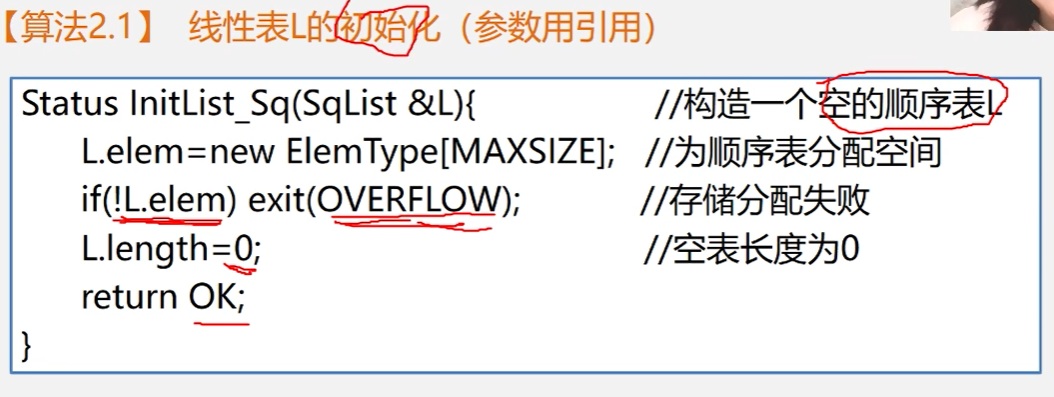 【算法2.1】 线性表L的初始化（参数用引用）
Status InitList_Sq(SqList &L){ //构造一个空的顺序表L
L.elem=new ElemType[MAXSIZE]; //为顺序表分配空间
if(!L.elem) exit(OVERFLOW); //存储分配失败
L.length=0; //空表长度为0
return OK;
}